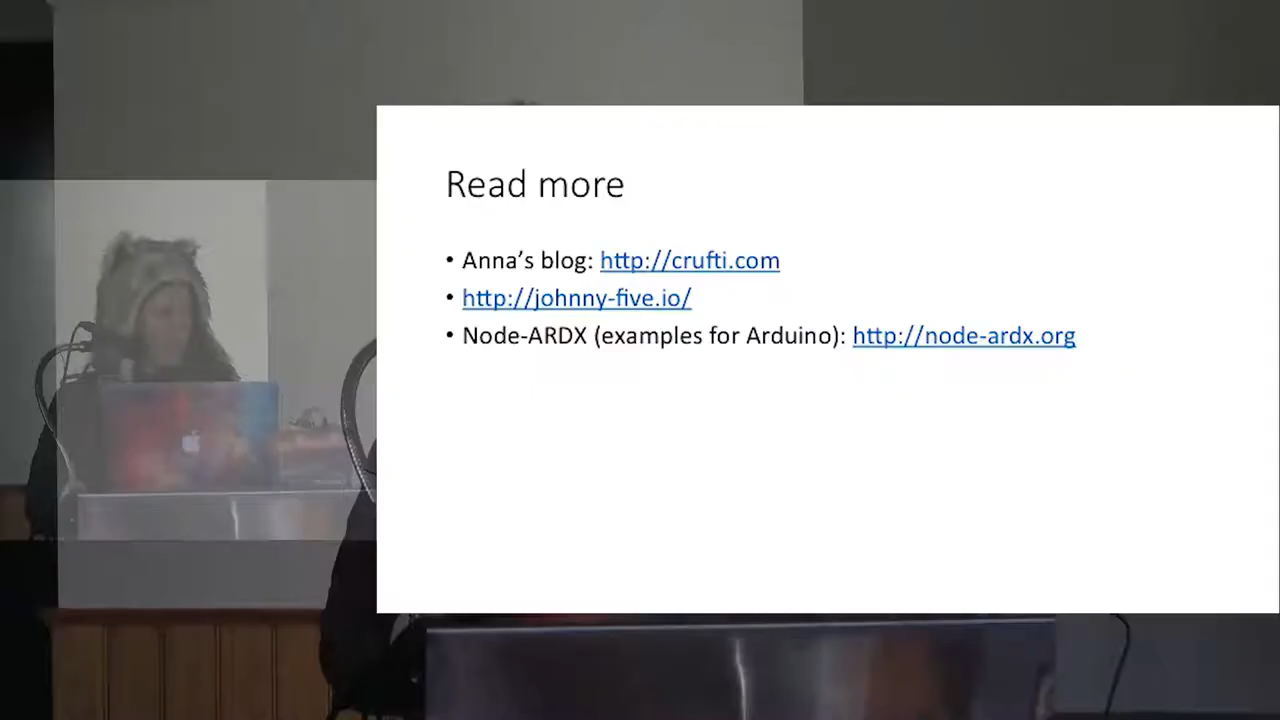 Read more
• Anna’s blog: http://crufti.com
• http://johnny-five.io/
• Node-ARDX (examples for Arduino): http://node-ardx.org